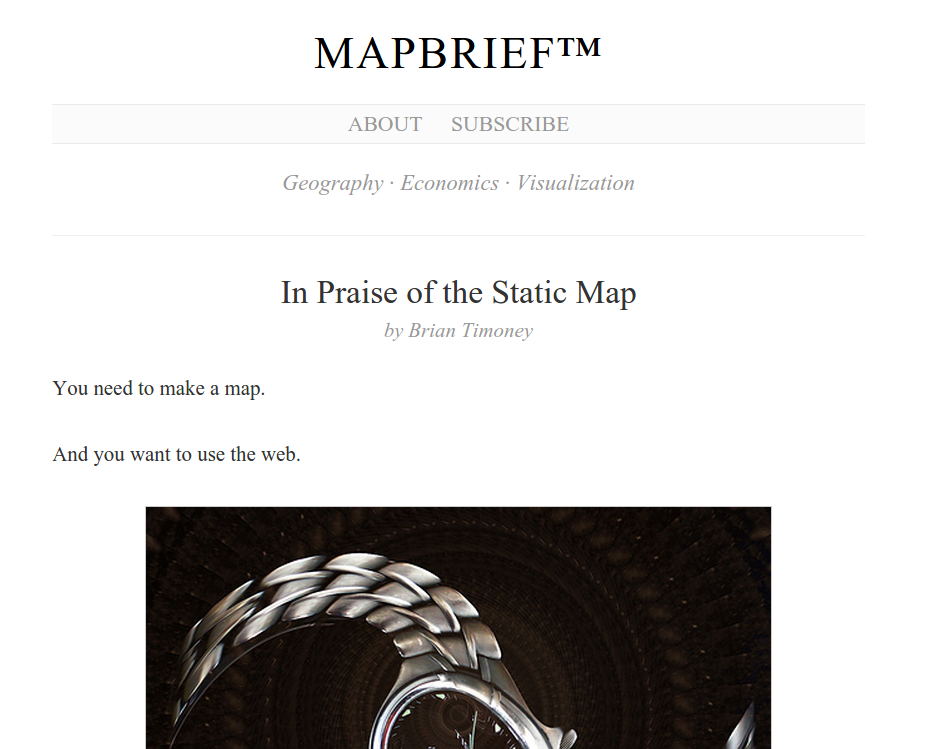 MAPBRIEF™
ABOUT SUBSCRIBE
Geography · Economics · Visualization
In Praise of the Static Map
by Brian Timoney
You need to make a map.
And you want to use the web.